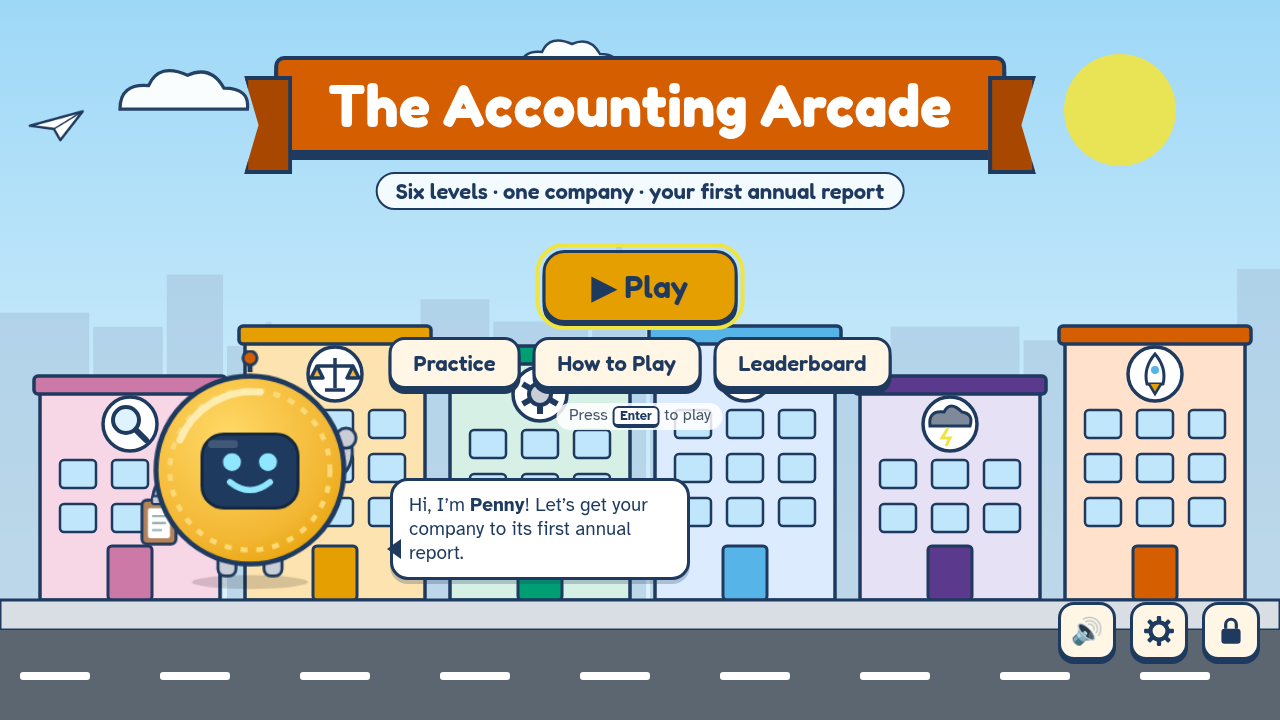 The Accounting Arcade
Six levels · one company · your first annual report
▶ Play
Practice
How to Play
Leaderboard
Press Enter to play
Hi, I'm Penny! Let's get your
company to its first annual
report.